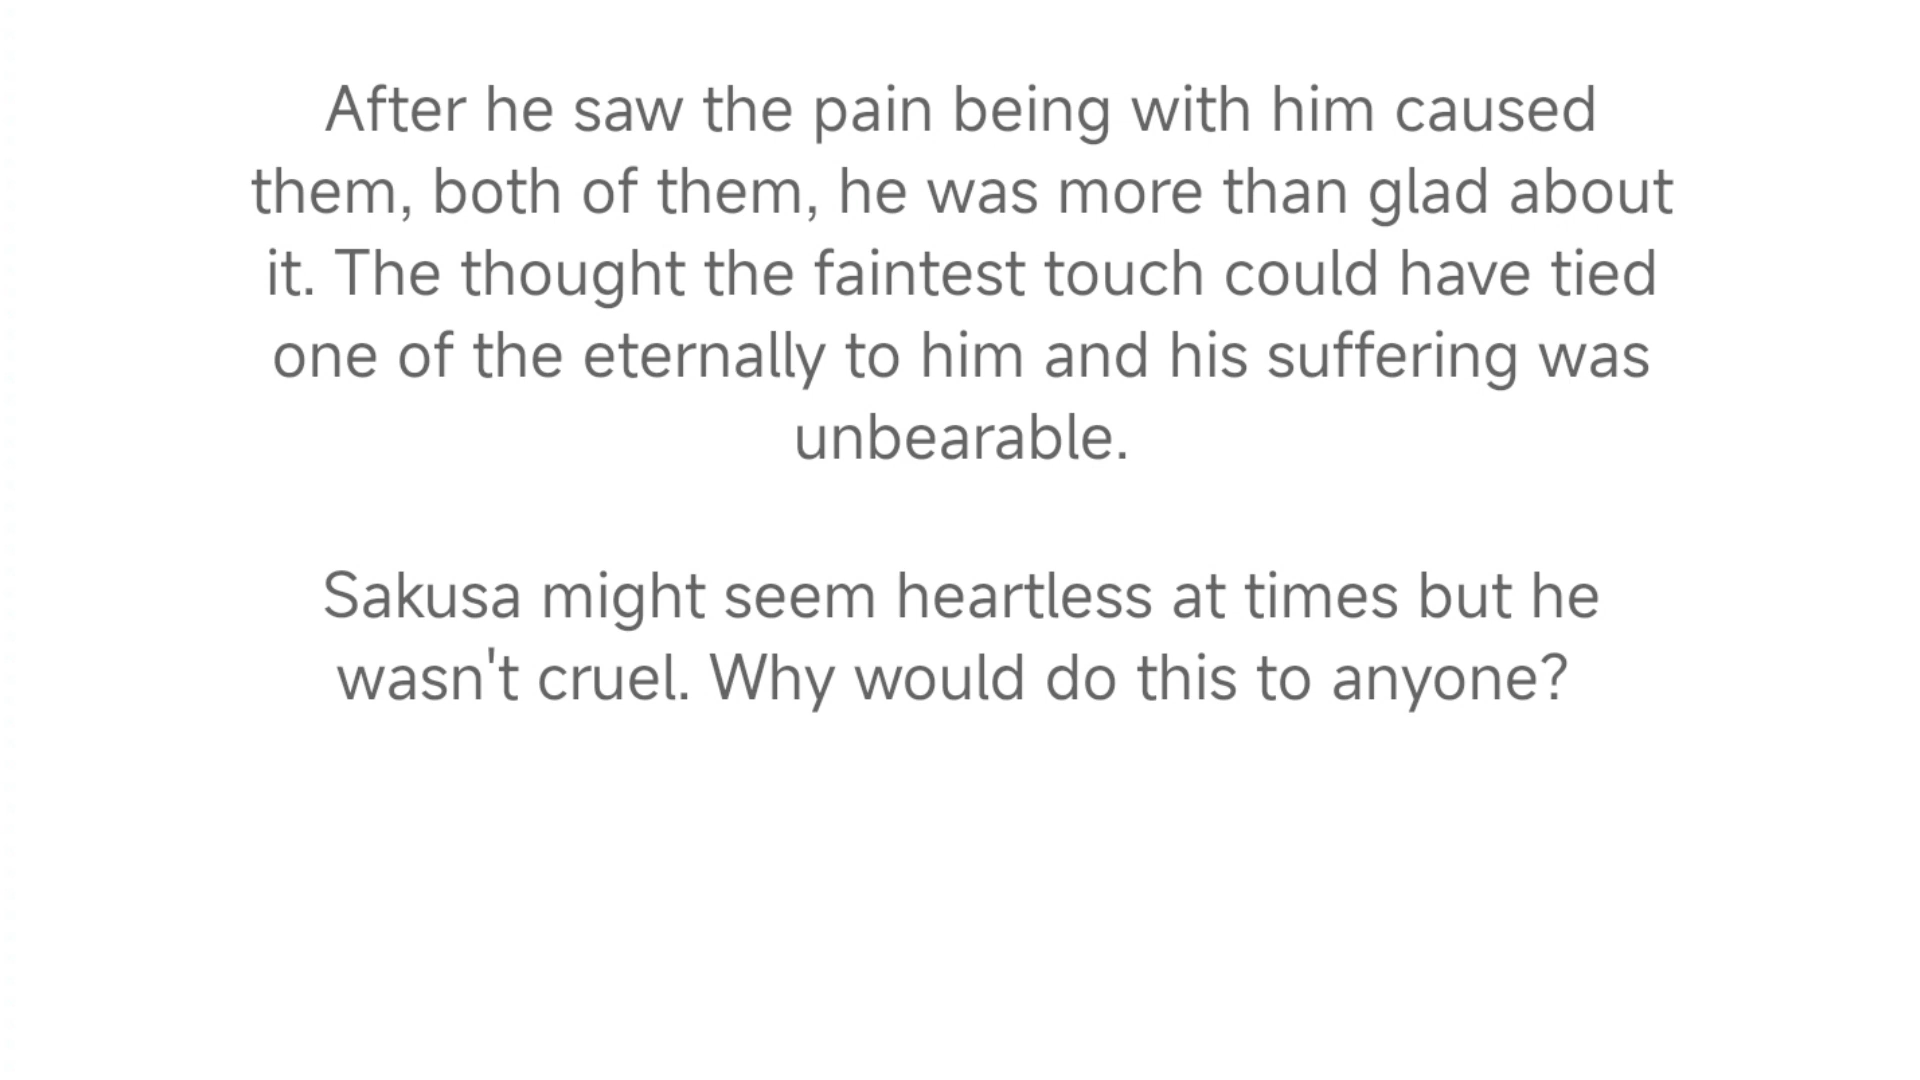 After he saw the pain being with him caused
them, both of them, he was more than glad about
it. The thought the faintest touch could have tied
one of the eternally to him and his suffering was
unbearable.
Sakusa might seem heartless at times but he
wasn't cruel. Why would do this to anyone?